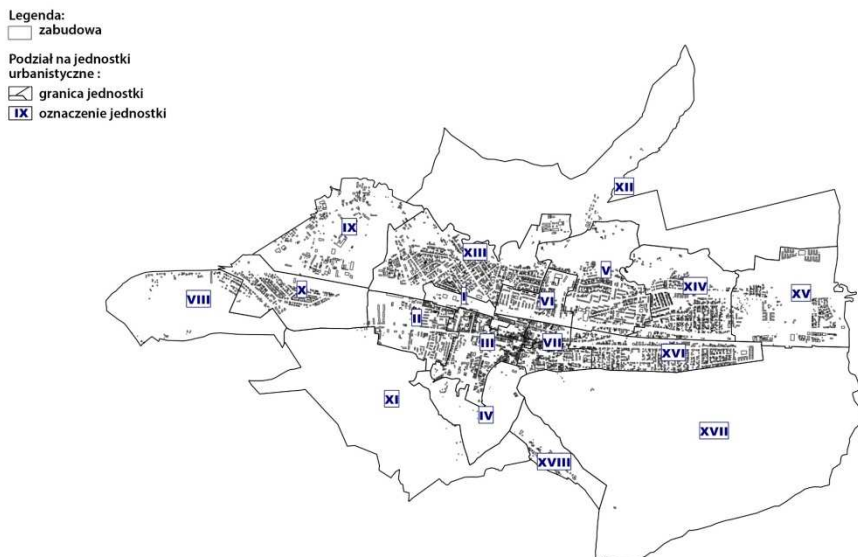 Legenda:
zabudowa
Podział na jednostki
urbanistyczne :
granica jednostki
IX oznaczenie jednostki
XII
IX
XIII
V
X
VIII
I
VI
XIV
XV
II
III
VII
XVI
XI
IV
XVII
XVIII